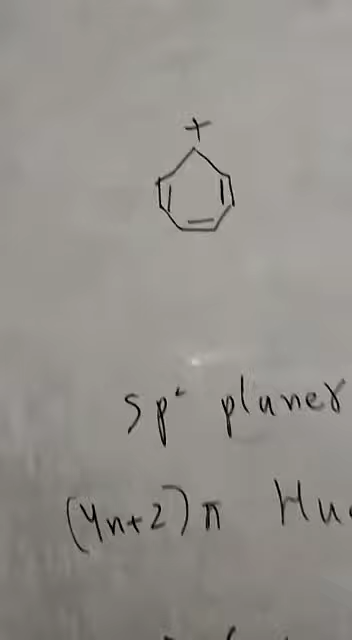 +
sp² planer
(4n+2)π Hu